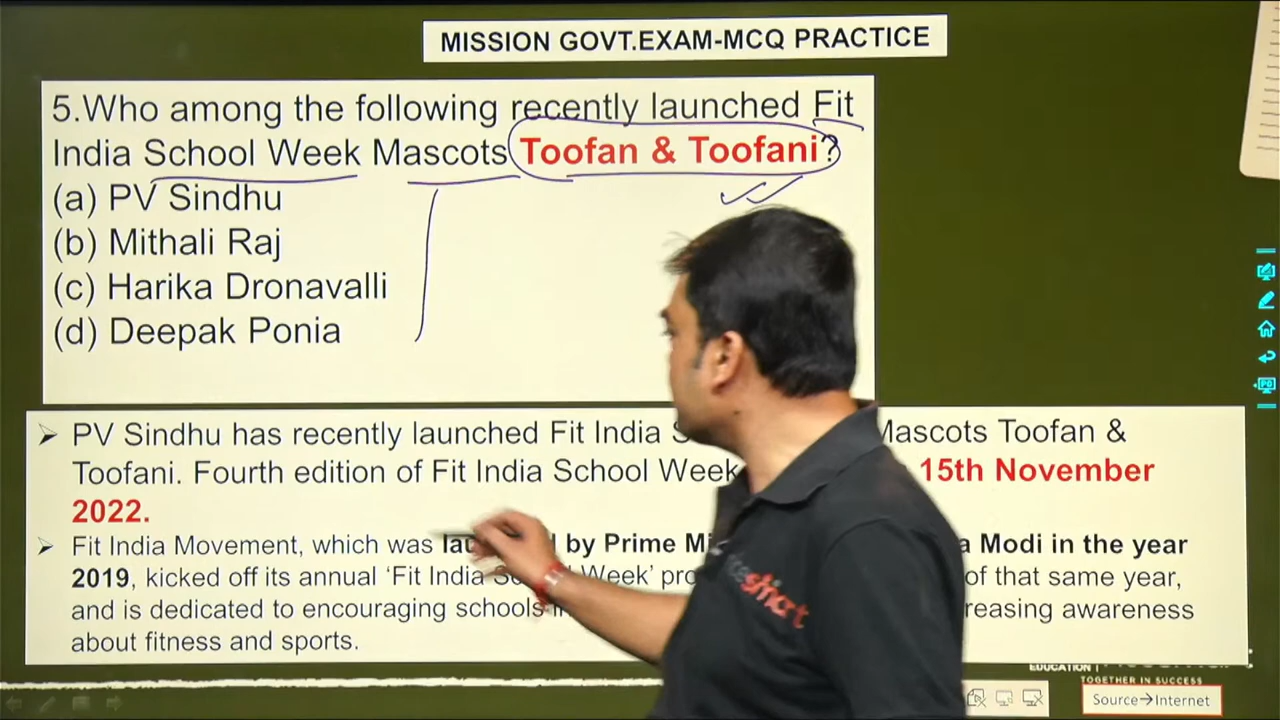 MISSION GOVT.EXAM-MCQ PRACTICE
5.Who among the following recently launched Fit
India School Week Mascots Toofan & Toofani?
(a) PV Sindhu
(b) Mithali Raj
(c) Harika Dronavalli
(d) Deepak Ponia
PV Sindhu has recently launched Fit India Mascots Toofan &
Toofani. Fourth edition of Fit India School Week 15th November
2022.
Fit India Movement, which was by Prime Modi in the year
2019, kicked off its annual ‘Fit India Week’ of that same year,
and is dedicated to encouraging schools awareness
about fitness and sports.
smart
EDUCATION
TOGETHER IN SUCCESS
Source→Internet